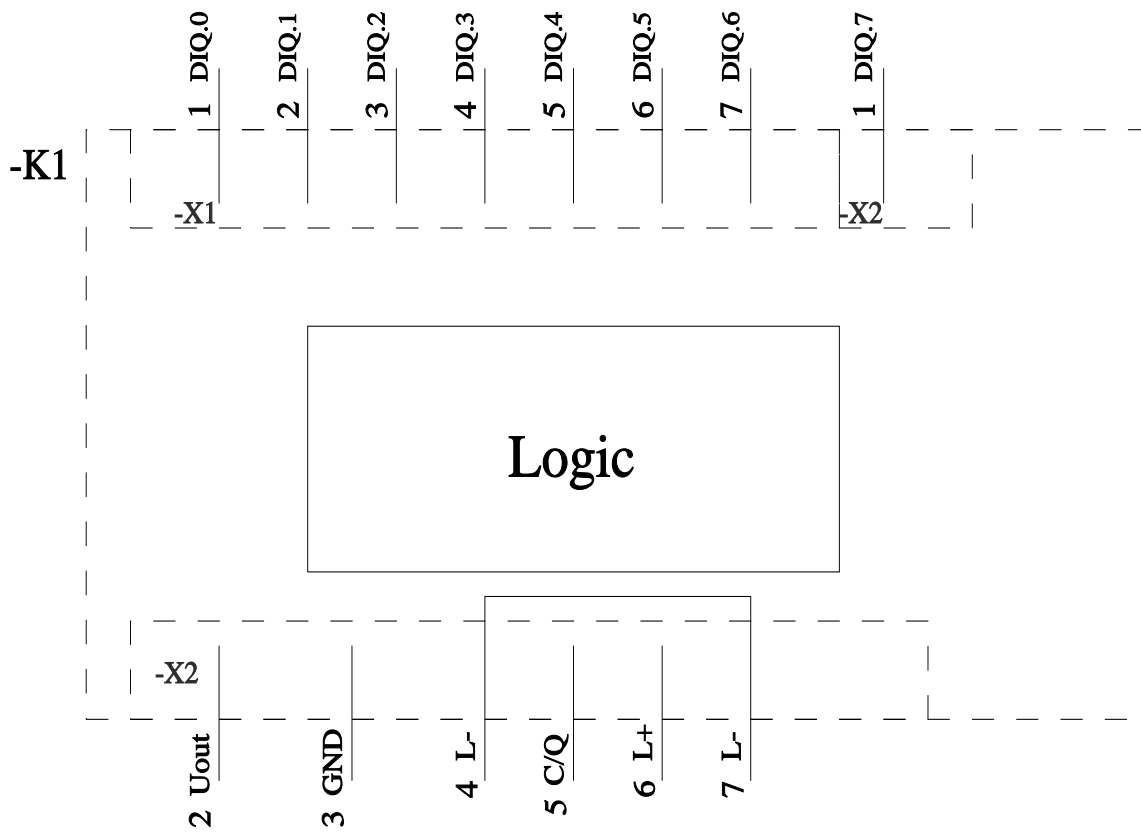 1 DIQ.0
2 DIQ.1
3 DIQ.2
4 DIQ.3
5 DIQ.4
6 DIQ.5
7 DIQ.6
1 DIQ.7
-K1
-X1
-X2
Logic
-X2
2 Uout
3 GND
4 L-
5 C/Q
6 L+
7 L-